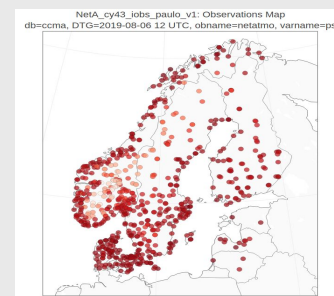 NetA_cy43_iobs_paulo_v1: Observations Map
db=ccma, DTG=2019-08-06 12 UTC, obname=netatmo, varname=ps